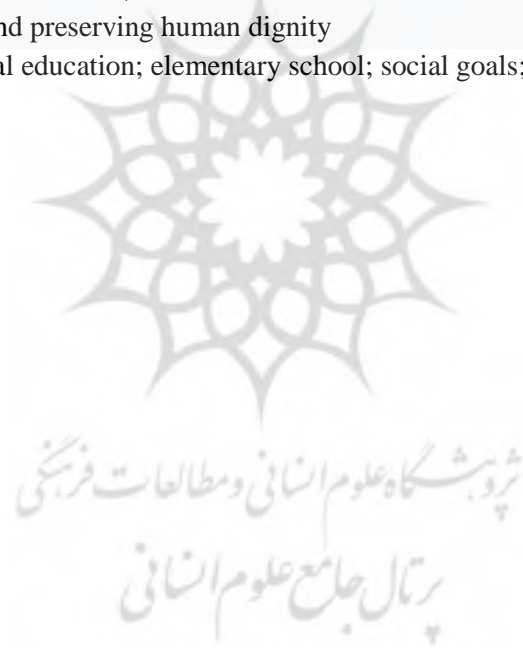 nd preserving human dignity
al education; elementary school; social goals;
پژوهشگاه علوم انسانی و مطالعات فرهنگی
پرتال جامع علوم انسانی